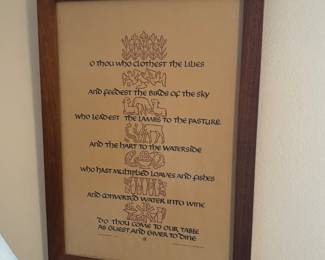 O THOU WHO CLOTHEST THE LILIES
AND FEEDEST THE BIRDS OF THE SKY
WHO LEADEST THE LAMBS TO THE PASTURE
AND THE HART TO THE WATERSIDE
WHO HAST MULTIPLIED LOAVES AND FISHES
AND CONVERTED WATER INTO WINE
DO THOU COME TO OUR TABLE
AS GUEST AND GIVER TO DINE